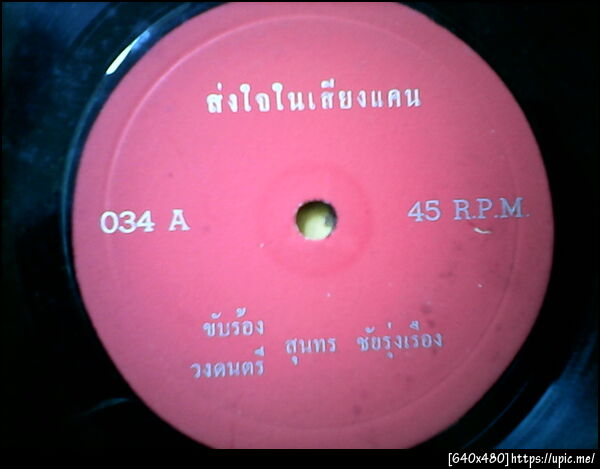 ส่งใจในเสียงแคน
034 A
45 R.P.M.
ขับร้อง
วงดนตรี
สุนทร ชัยรุ่งเรือง
[640x480]https://upic.me/